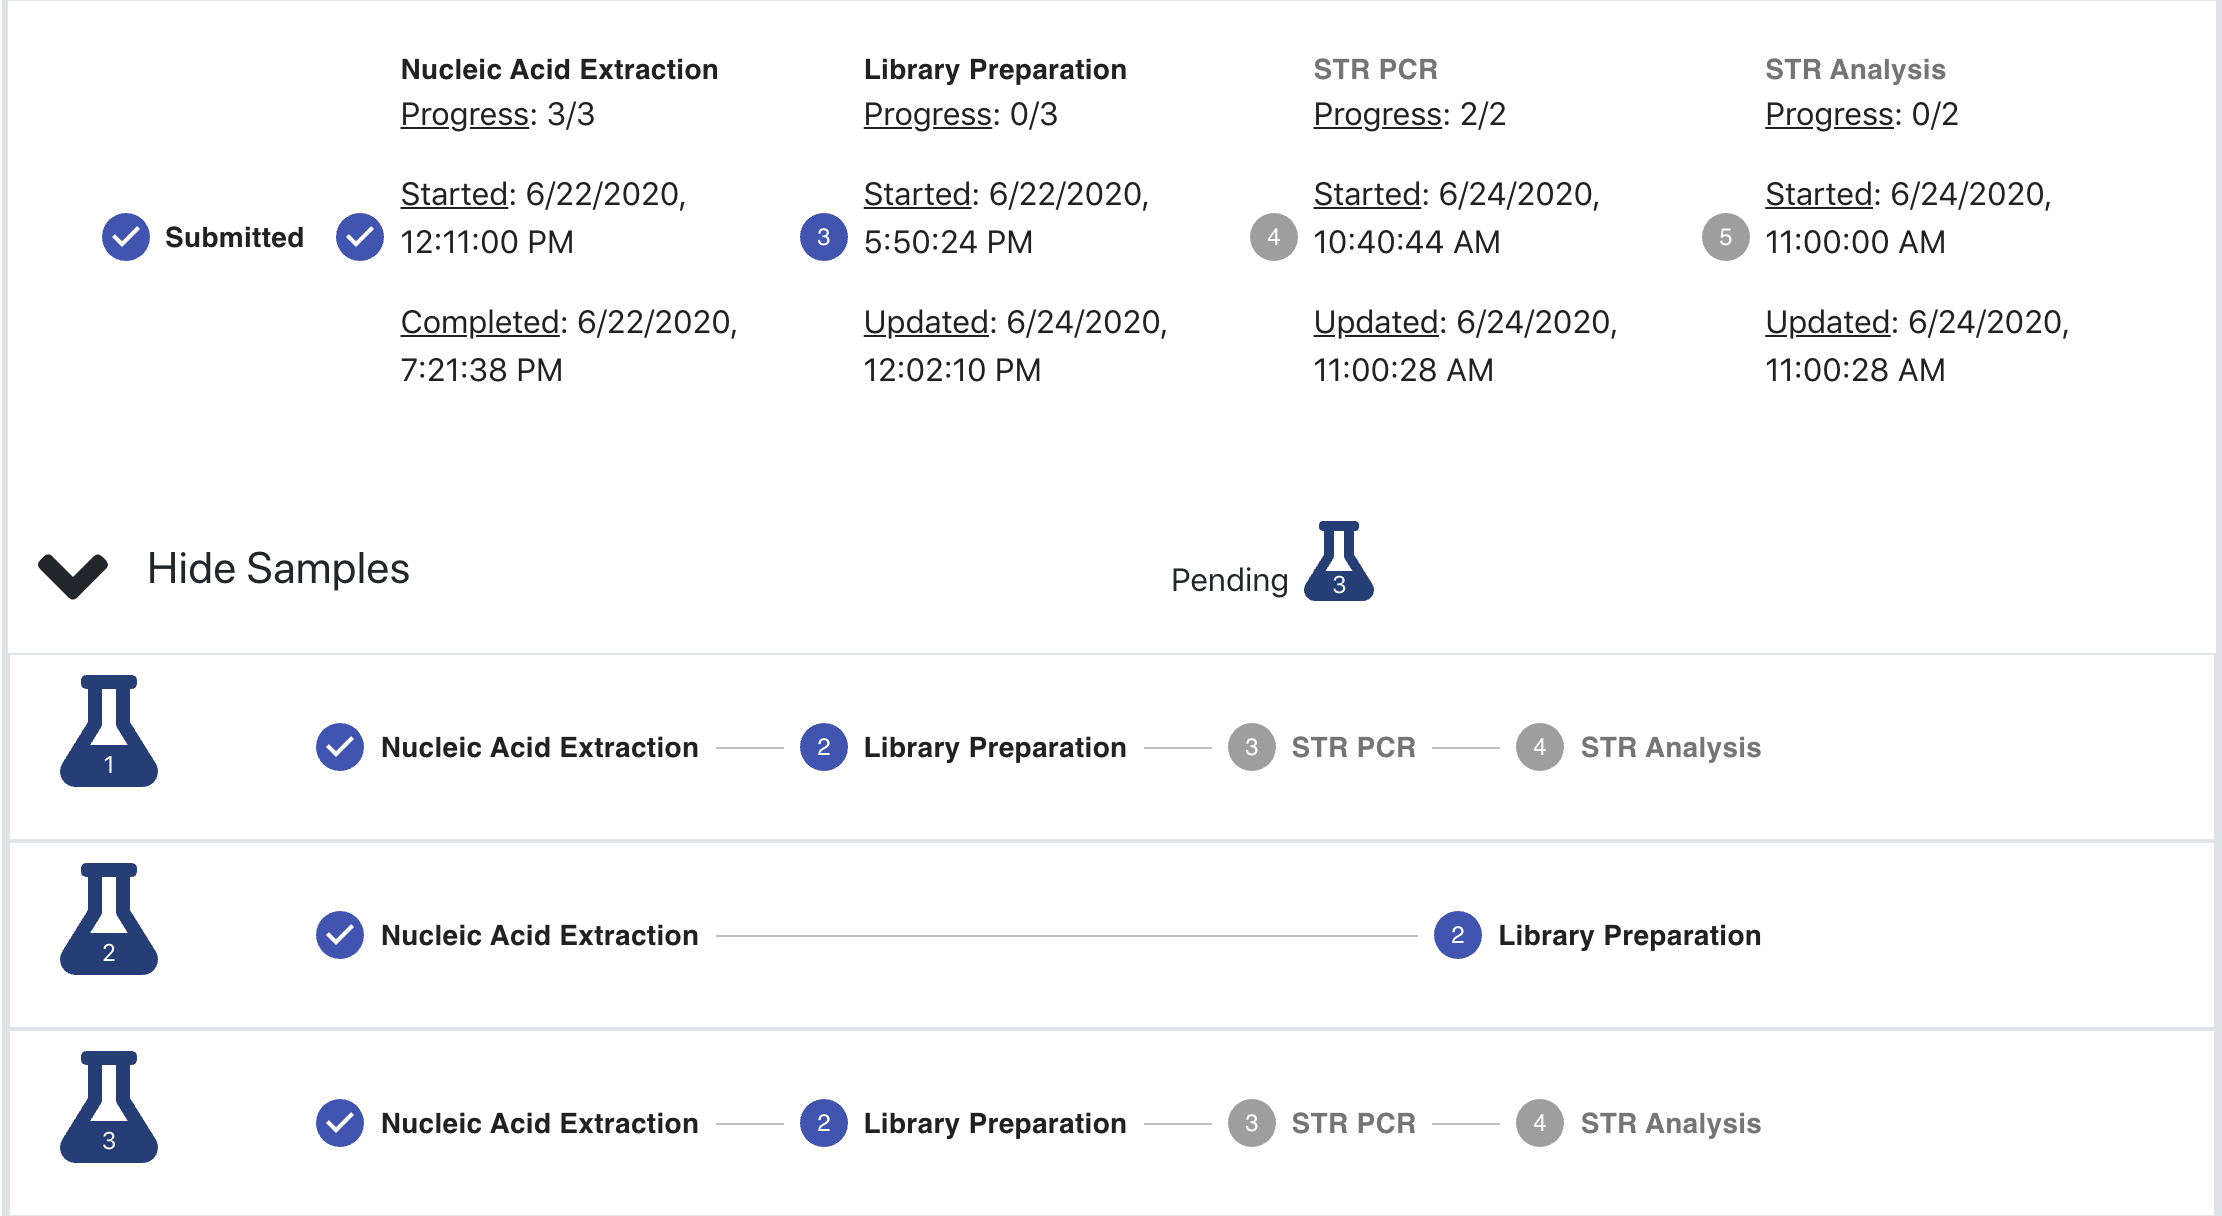 Submitted
Nucleic Acid Extraction
Progress: 3/3
Started: 6/22/2020,
12:11:00 PM
Completed: 6/22/2020,
7:21:38 PM
3
Library Preparation
Progress: 0/3
Started: 6/22/2020,
5:50:24 PM
Updated: 6/24/2020,
12:02:10 PM
4
STR PCR
Progress: 2/2
Started: 6/24/2020,
10:40:44 AM
Updated: 6/24/2020,
11:00:28 AM
5
STR Analysis
Progress: 0/2
Started: 6/24/2020,
11:00:00 AM
Updated: 6/24/2020,
11:00:28 AM
Hide Samples
Pending 3
1 Nucleic Acid Extraction 2 Library Preparation 3 STR PCR 4 STR Analysis
2 Nucleic Acid Extraction 2 Library Preparation
3 Nucleic Acid Extraction 2 Library Preparation 3 STR PCR 4 STR Analysis